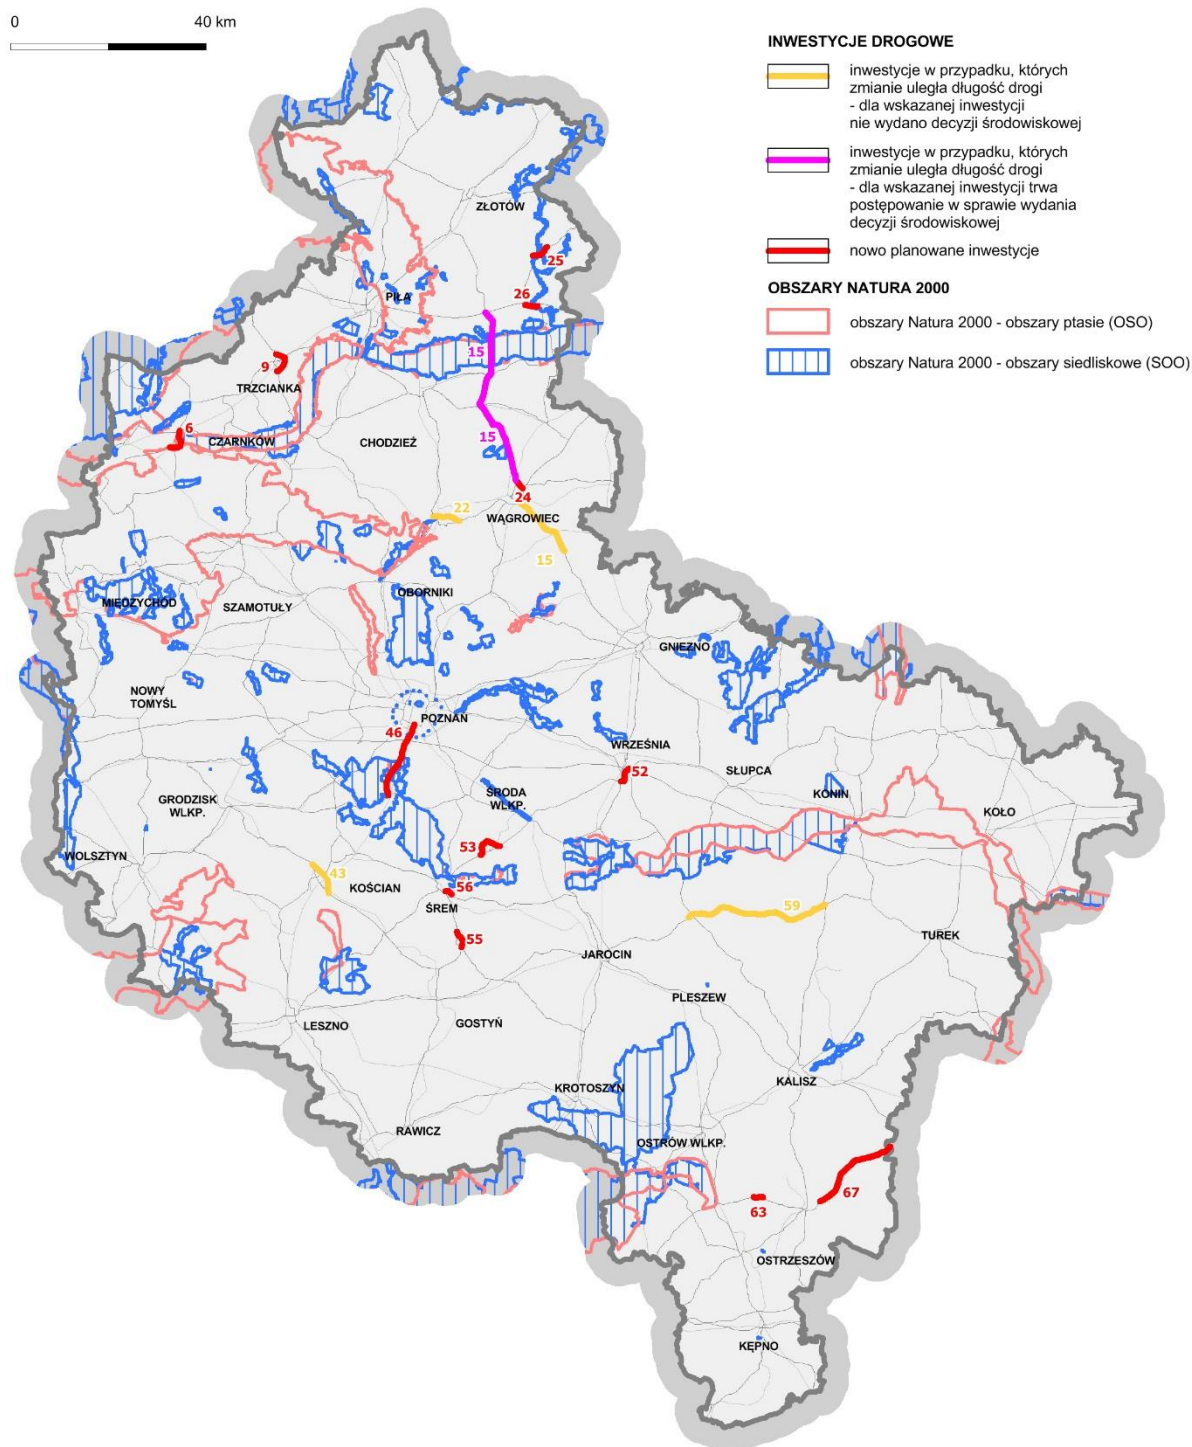 0
40 km
INWESTYCJE DROGOWE
inwestycje w przypadku, których
zmianie uległa długość drogi
- dla wskazanej inwestycji
nie wydano decyzji środowiskowej
inwestycje w przypadku, których
zmianie uległa długość drogi
- dla wskazanej inwestycji trwa
postępowanie w sprawie wydania
decyzji środowiskowej
nowo planowane inwestycje
OBSZARY NATURA 2000
obszary Natura 2000 - obszary ptasie (OSO)
obszary Natura 2000 - obszary siedliskowe (SOO)
ZŁOTÓW
25
26
PIŁA
15
9
TRZCIANKA
6
CZARNKÓW
CHODZIEŻ
15
24
22
WĄGROWIEC
15
OBORNIKI
MIĘDZYCHÓD
SZAMOTUŁY
GNIEZNO
NOWY
TOMYŚL
POZNAŃ
46
WRZEŚNIA
52
SŁUPCA
ŚRODA
WLKP.
KONIN
GRODZISK
WLKP.
KOŁO
53
WOLSZTYN
43
KOŚCIAN
56
ŚREM
59
55
TUREK
JAROCIN
PLESZEW
LESZNO
GOSTYŃ
KALISZ
KROTOSZYN
RAWICZ
OSTRÓW WLKP.
67
63
OSTRZESZÓW
KĘPNO